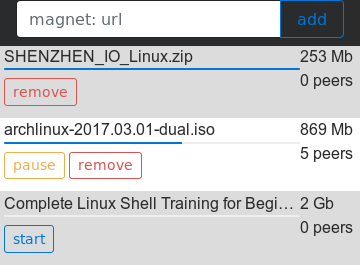 magnet: url add
SHENZHEN_IO_Linux.zip 253 Mb
0 peers
remove
archlinux-2017.03.01-dual.iso 869 Mb
5 peers
pause remove
Complete Linux Shell Training for Begi… 2 Gb
0 peers
start